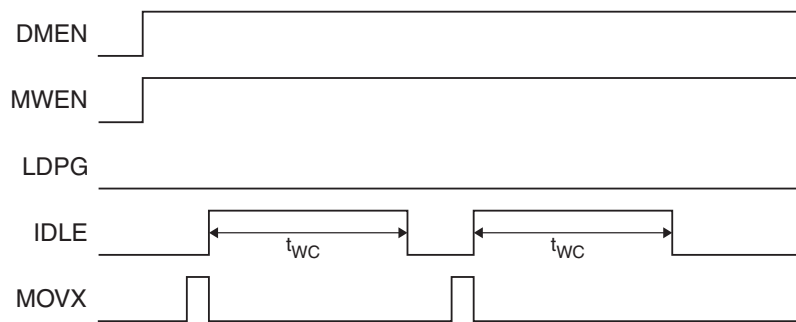 DMEN
MWEN
LDPG
IDLE
tWC tWC
MOVX